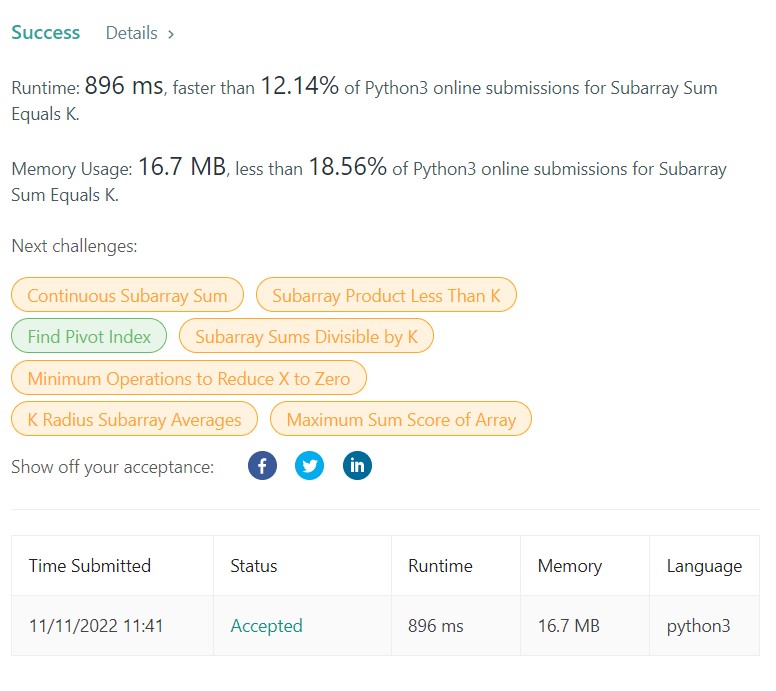 Success Details >
Runtime: 896 ms, faster than 12.14% of Python3 online submissions for Subarray Sum
Equals K.
Memory Usage: 16.7 MB, less than 18.56% of Python3 online submissions for Subarray
Sum Equals K.
Next challenges:
Continuous Subarray Sum Subarray Product Less Than K
Find Pivot Index Subarray Sums Divisible by K
Minimum Operations to Reduce X to Zero
K Radius Subarray Averages Maximum Sum Score of Array
Show off your acceptance: f in
Time Submitted Status Runtime Memory Language
11/11/2022 11:41 Accepted 896 ms 16.7 MB python3